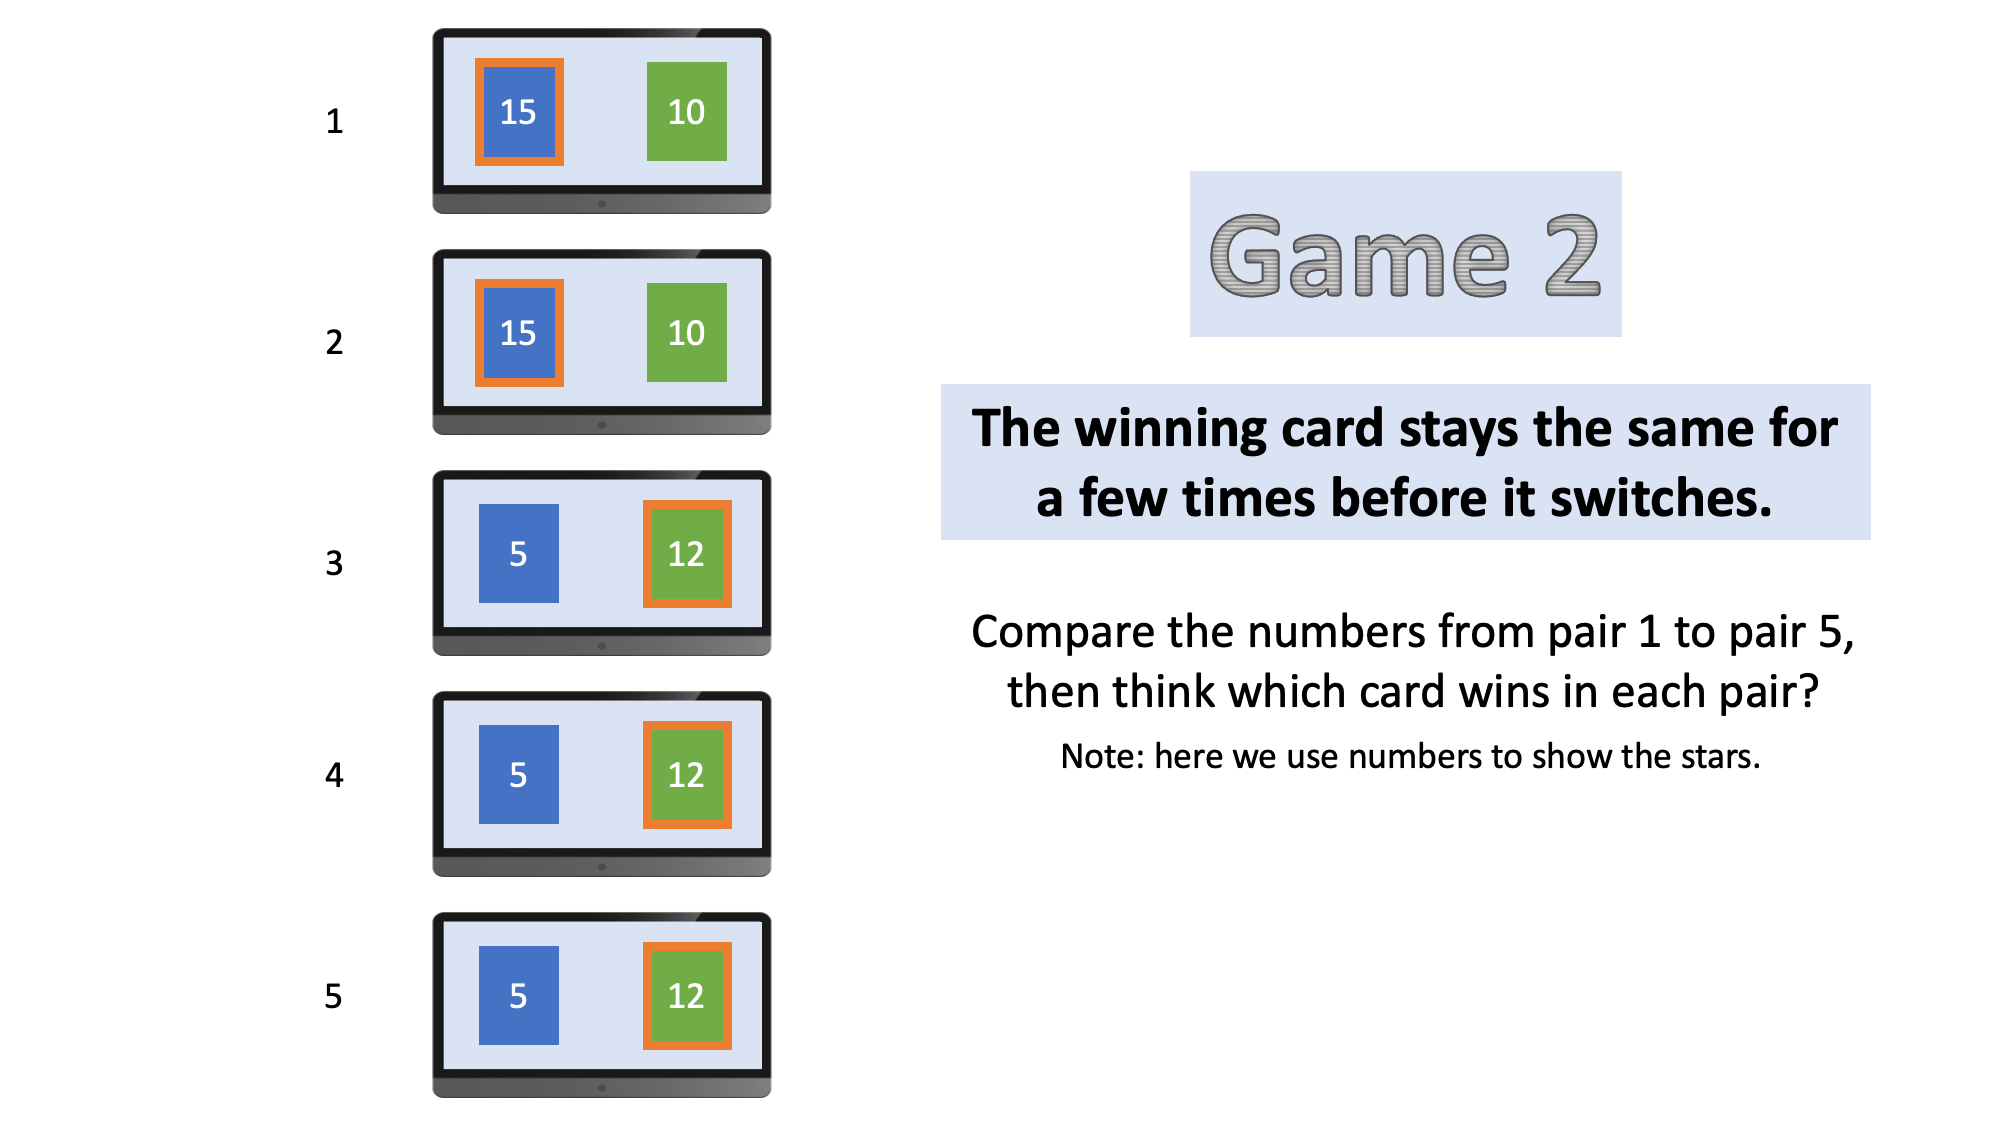 1
15 10
2
15 10
3
5 12
4
5 12
5
5 12
Game 2
The winning card stays the same for
a few times before it switches.
Compare the numbers from pair 1 to pair 5,
then think which card wins in each pair?
Note: here we use numbers to show the stars.